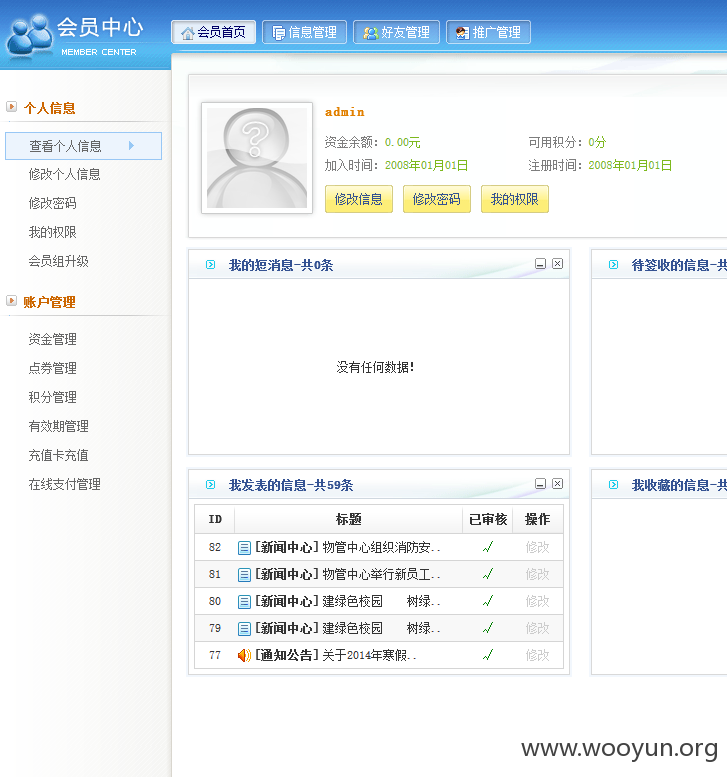 会员中心
MEMBER CENTER
会员首页 信息管理 好友管理 推广管理
个人信息
查看个人信息
修改个人信息
修改密码
我的权限
会员组升级
账户管理
资金管理
点券管理
积分管理
有效期管理
充值卡充值
在线支付管理
admin
资金余额：0.00元 可用积分：0分
加入时间：2008年01月01日 注册时间：2008年01月01日
修改信息 修改密码 我的权限
我的短消息-共0条
没有任何数据！
待签收的信息-共
我发表的信息-共59条
ID 标题 已审核 操作
82 [新闻中心] 物管中心组织消防安.. 修改
81 [新闻中心] 物管中心举行新员工.. 修改
80 [新闻中心] 建绿色校园 树绿.. 修改
79 [新闻中心] 建绿色校园 树绿.. 修改
77 [通知公告] 关于2014年寒假.. 修改
我收藏的信息-共
www.wooyun.org